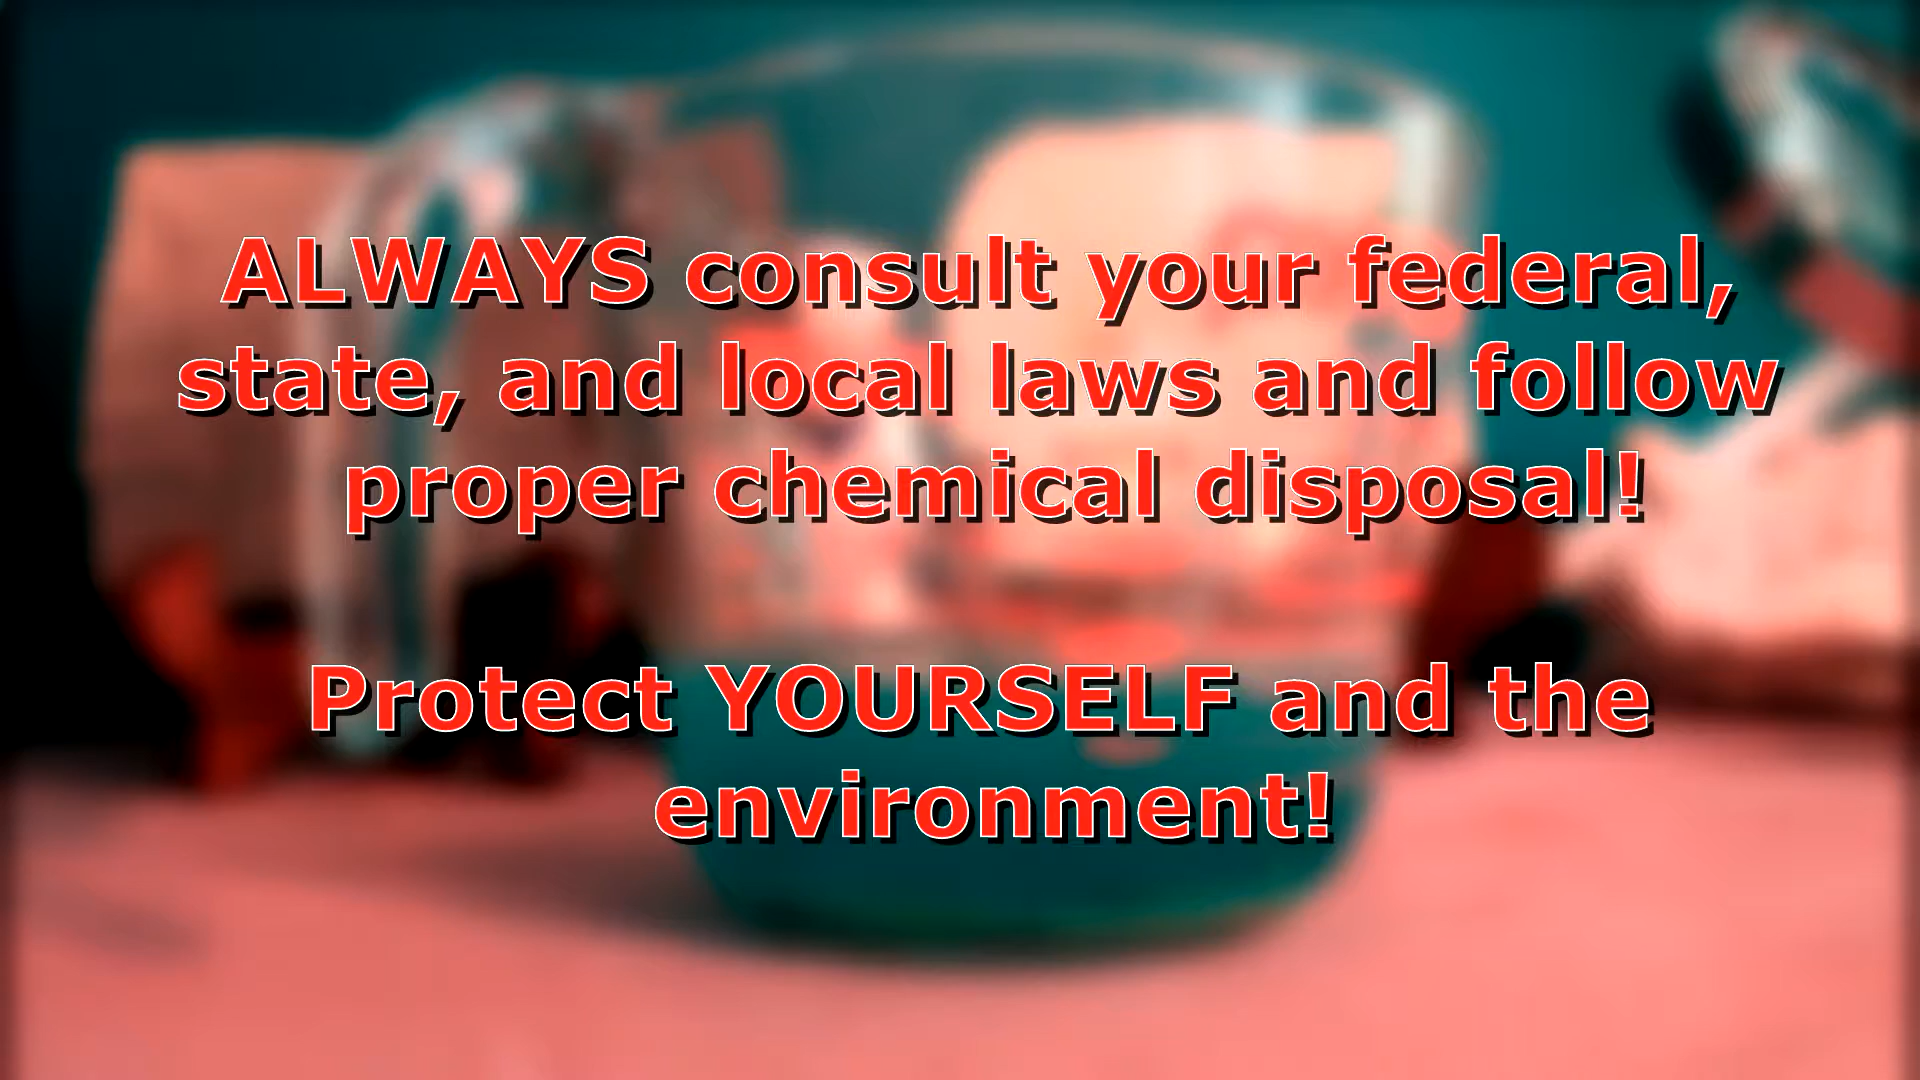 ALWAYS consult your federal,
state, and local laws and follow
proper chemical disposal!
Protect YOURSELF and the
environment!